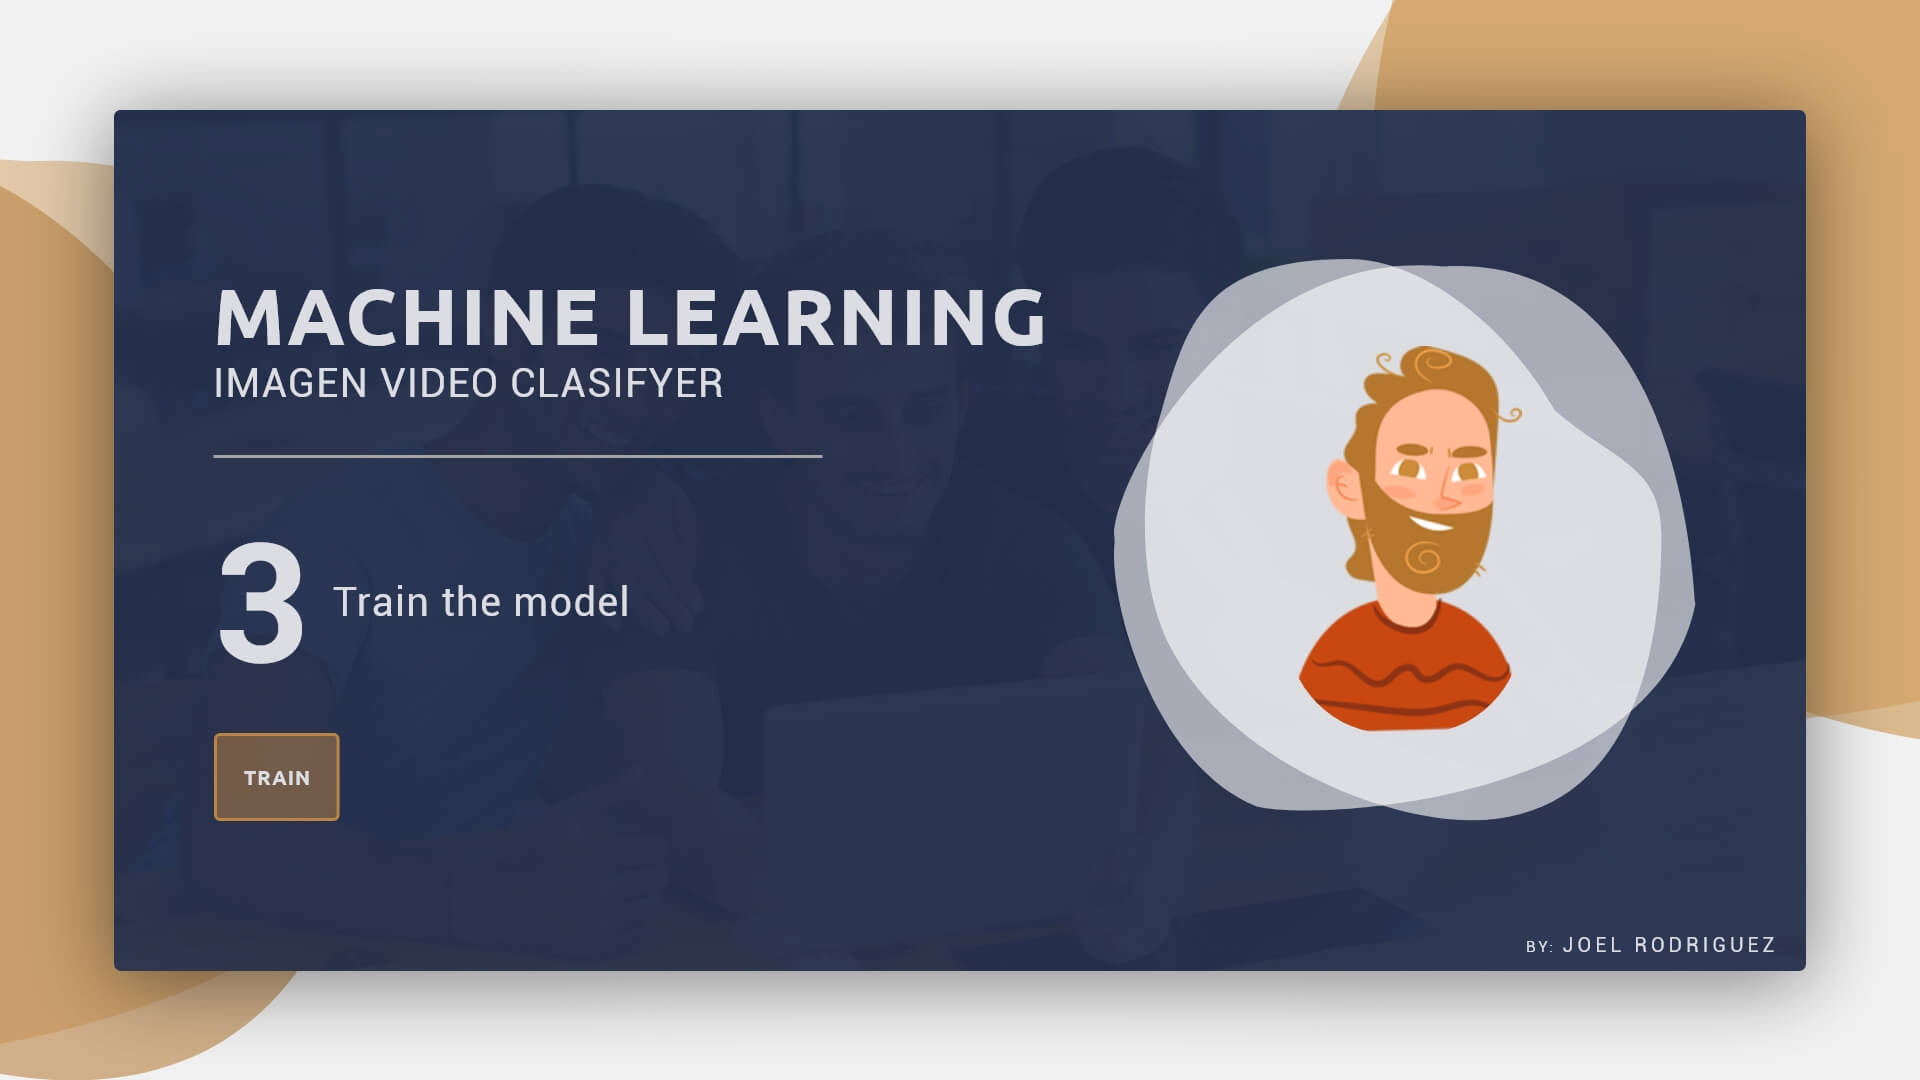 MACHINE LEARNING
IMAGEN VIDEO CLASIFYER
3 Train the model
TRAIN
BY: JOEL RODRIGUEZ